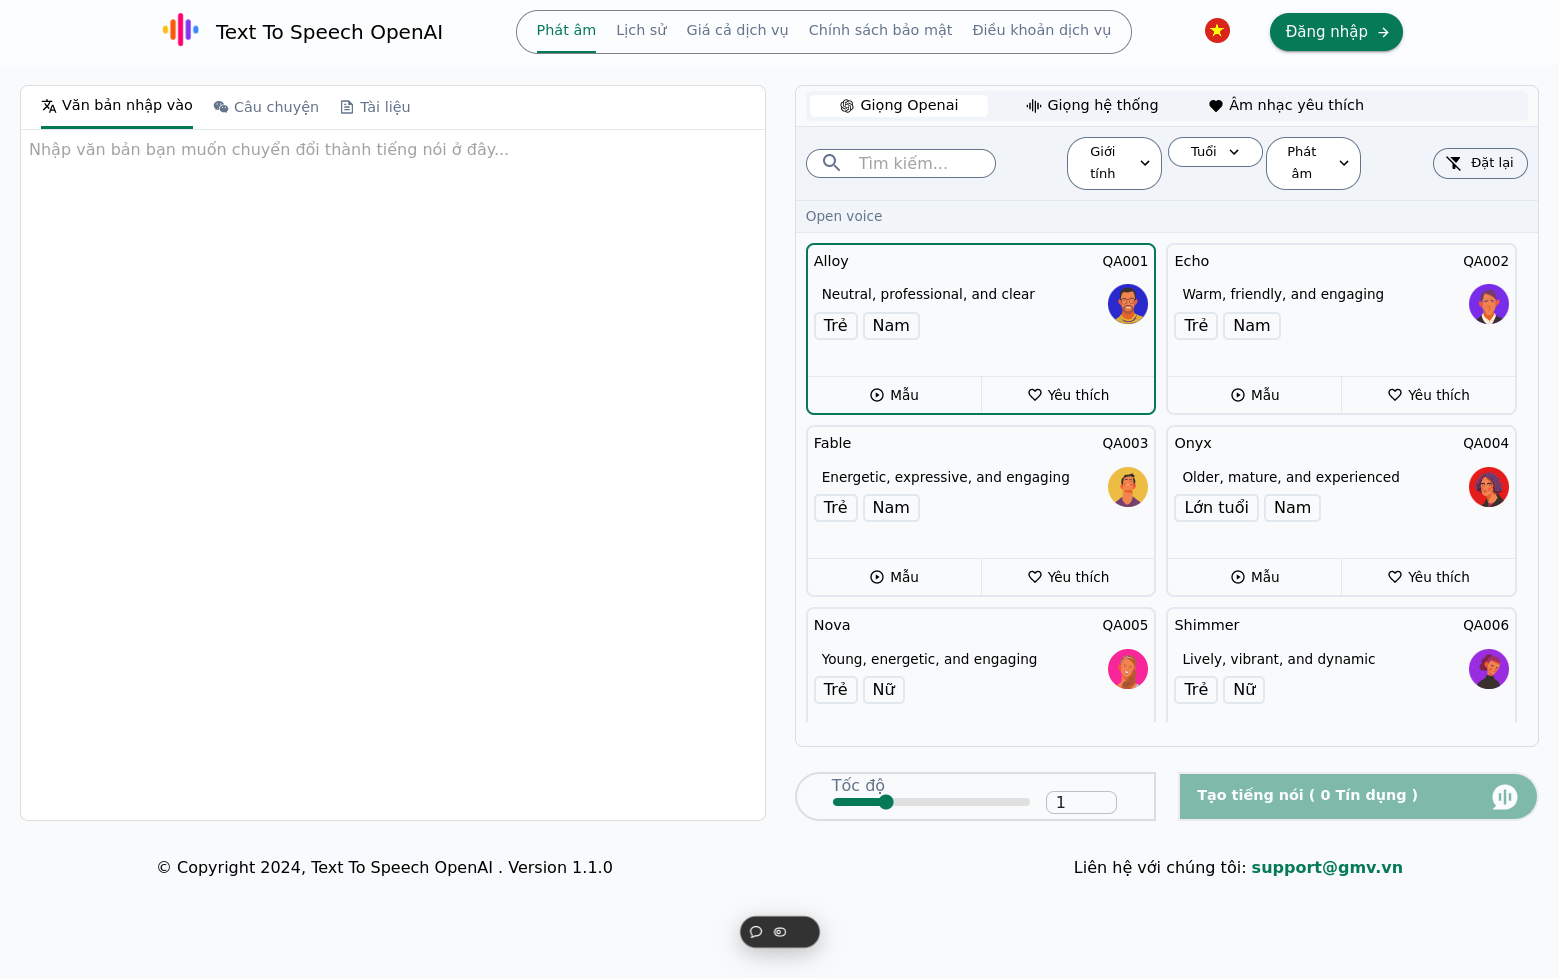 Text To Speech OpenAI
Phát âm
Lịch sử
Giá cả dịch vụ
Chính sách bảo mật
Điều khoản dịch vụ
Đăng nhập
Văn bản nhập vào
Câu chuyện
Tài liệu
Nhập văn bản bạn muốn chuyển đổi thành tiếng nói ở đây...
Giọng Openai
Giọng hệ thống
Âm nhạc yêu thích
Tìm kiếm...
Giới
tính
Tuổi
Phát
âm
Đặt lại
Open voice
Alloy
QA001
Neutral, professional, and clear
Trẻ
Nam
Mẫu
Yêu thích
Echo
QA002
Warm, friendly, and engaging
Trẻ
Nam
Mẫu
Yêu thích
Fable
QA003
Energetic, expressive, and engaging
Trẻ
Nam
Mẫu
Yêu thích
Onyx
QA004
Older, mature, and experienced
Lớn tuổi
Nam
Mẫu
Yêu thích
Nova
QA005
Young, energetic, and engaging
Trẻ
Nữ
Shimmer
QA006
Lively, vibrant, and dynamic
Trẻ
Nữ
Tốc độ
1
Tạo tiếng nói ( 0 Tín dụng )
© Copyright 2024, Text To Speech OpenAI . Version 1.1.0
Liên hệ với chúng tôi: support@gmv.vn